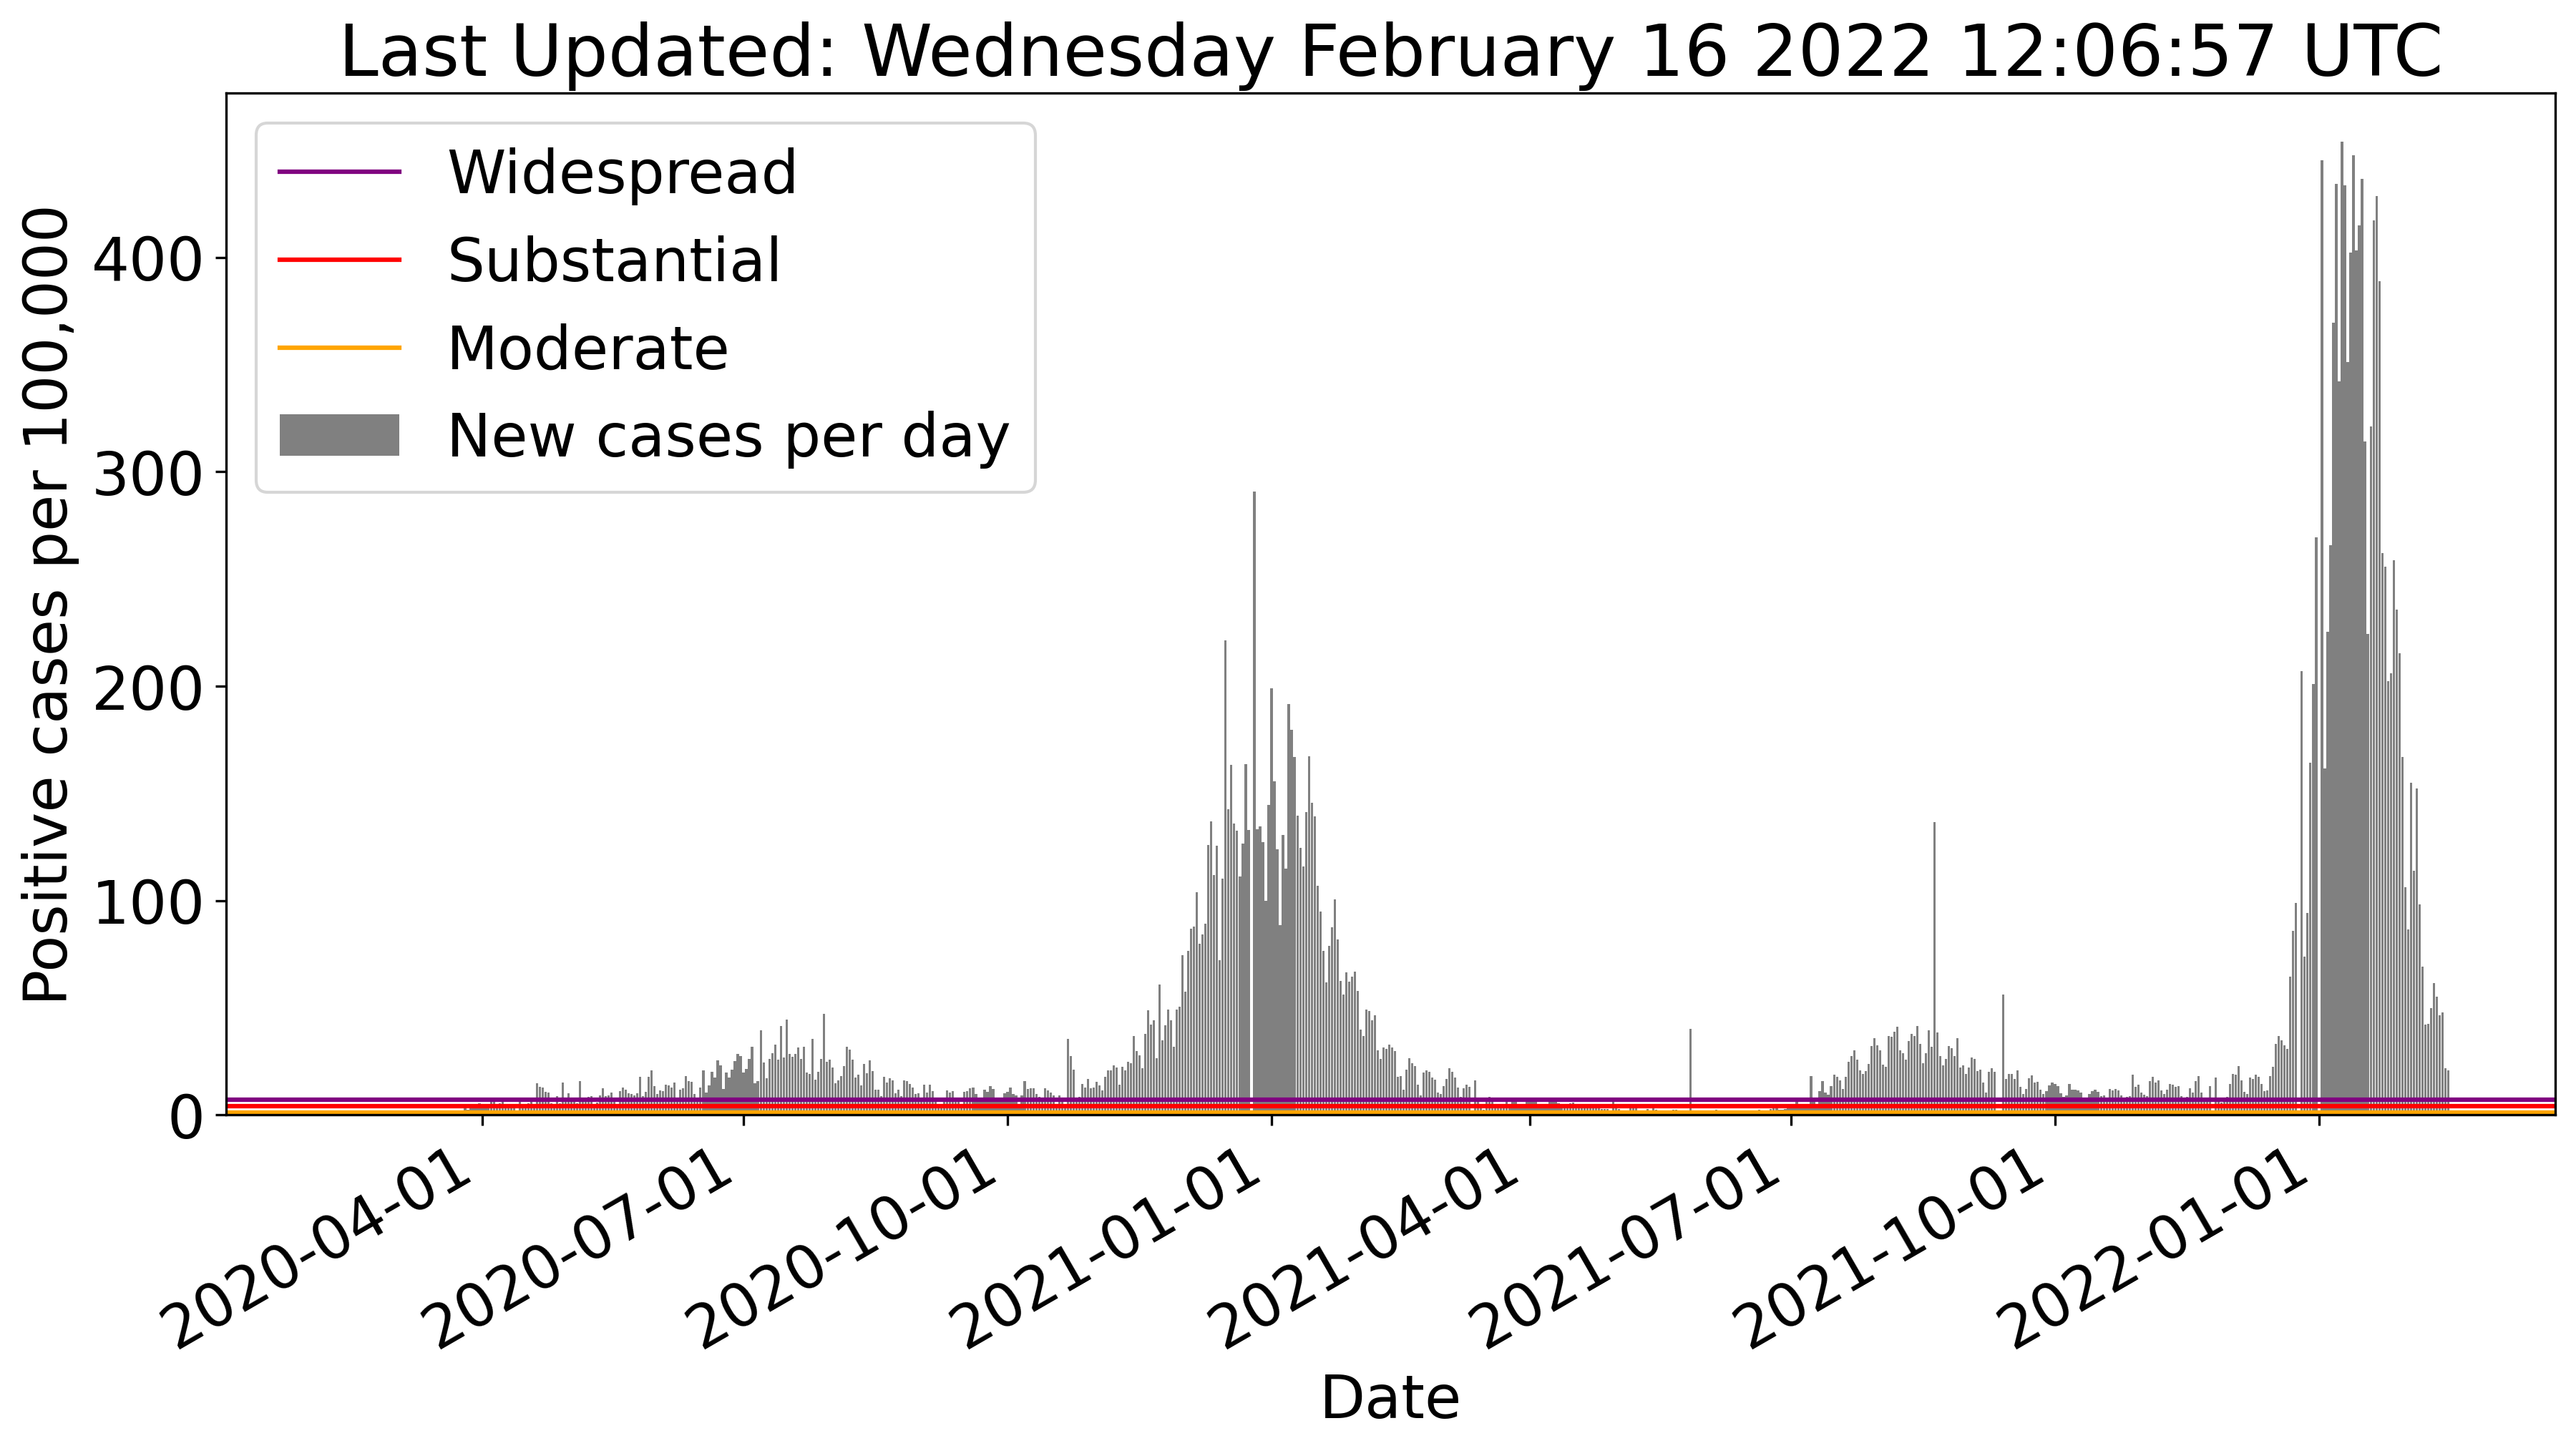 Last Updated: Wednesday February 16 2022 12:06:57 UTC
Widespread
Substantial
Moderate
New cases per day
Positive cases per 100,000
400
300
200
100
0
2020-04-01
2020-07-01
2020-10-01
2021-01-01
2021-04-01
2021-07-01
2021-10-01
2022-01-01
Date